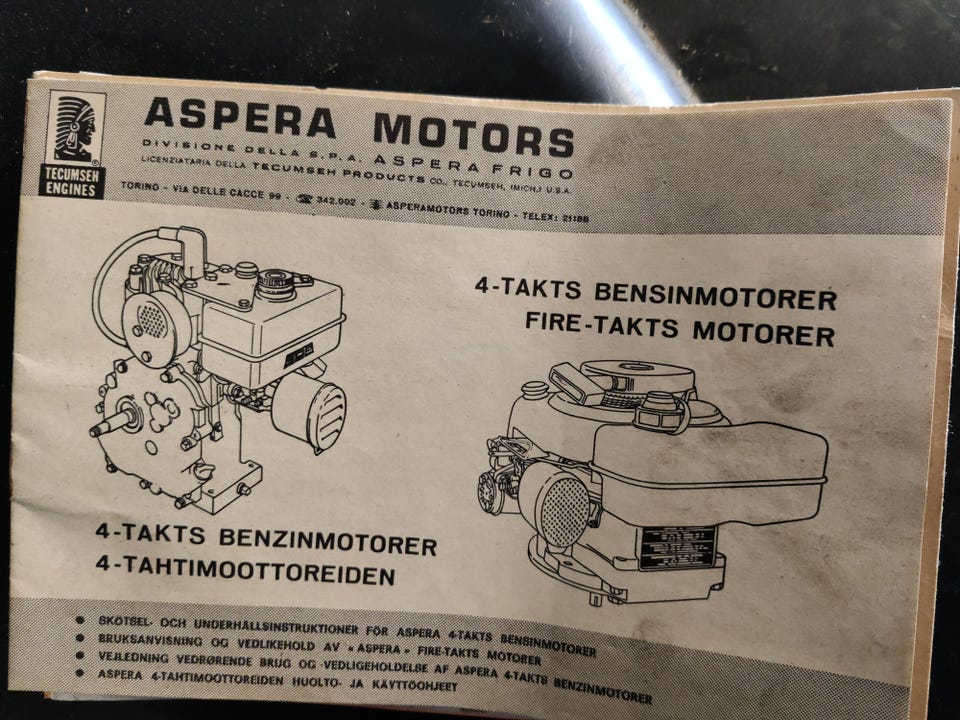 ASPERA MOTORS
DIVISIONE DELLA S.P.A. ASPERA FRIGO
LICENZIATARIA DELLA TECUMSEH PRODUCTS CO., TECUMSEH, (MICH.) U.S.A.
TORINO - VIA DELLE CACCE 99 - ☎ 342.002 - ASPERAMOTORS TORINO - TELEX: 21188
®
TECUMSEH
ENGINES
4-TAKTS BENSINMOTORER
FIRE-TAKTS MOTORER
4-TAKTS BENZINMOTORER
4-TAHTIMOOTTOREIDEN
• SKÖTSEL- OCH UNDERHÅLLSINSTRUKTIONER FÖR ASPERA 4-TAKTS BENSINMOTORER
• BRUKSANVISNING OG VEDLIKEHOLD AV «ASPERA» FIRE-TAKTS MOTORER
• VEJLEDNING VEDRØRENDE BRUG OG VEDLIGEHOLDELSE AF ASPERA 4-TAKTS BENZINMOTORER
• ASPERA 4-TAHTIMOOTTOREIDEN HUOLTO- JA KÄYTTÖOHJEET